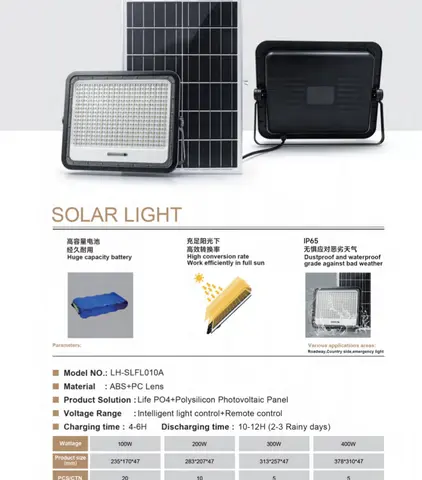 SOLAR LIGHT
高容量电池
经久耐用
Huge capacity battery
充足阳光下
高效转换率
High conversion rate
Work efficiently in full sun
IP65
无惧应对恶劣天气
Dustproof and waterproof
grade against bad weather
Parameters:
Various applications areas:
Roadway,Country side,emergency light
Model NO.: LH-SLFL010A
Material : ABS+PC Lens
Product Solution : Life PO4+Polysilicon Photovoltaic Panel
Voltage Range : Intelligent light control+Remote control
Charging time : 4-6H Discharging time : 10-12H (2-3 Rainy days)
Wattage 100W 200W 300W 400W
Product size
(mm) 235*170*47 283*207*47 313*257*47 378*310*47
PCS/CTN 20 10 5 5